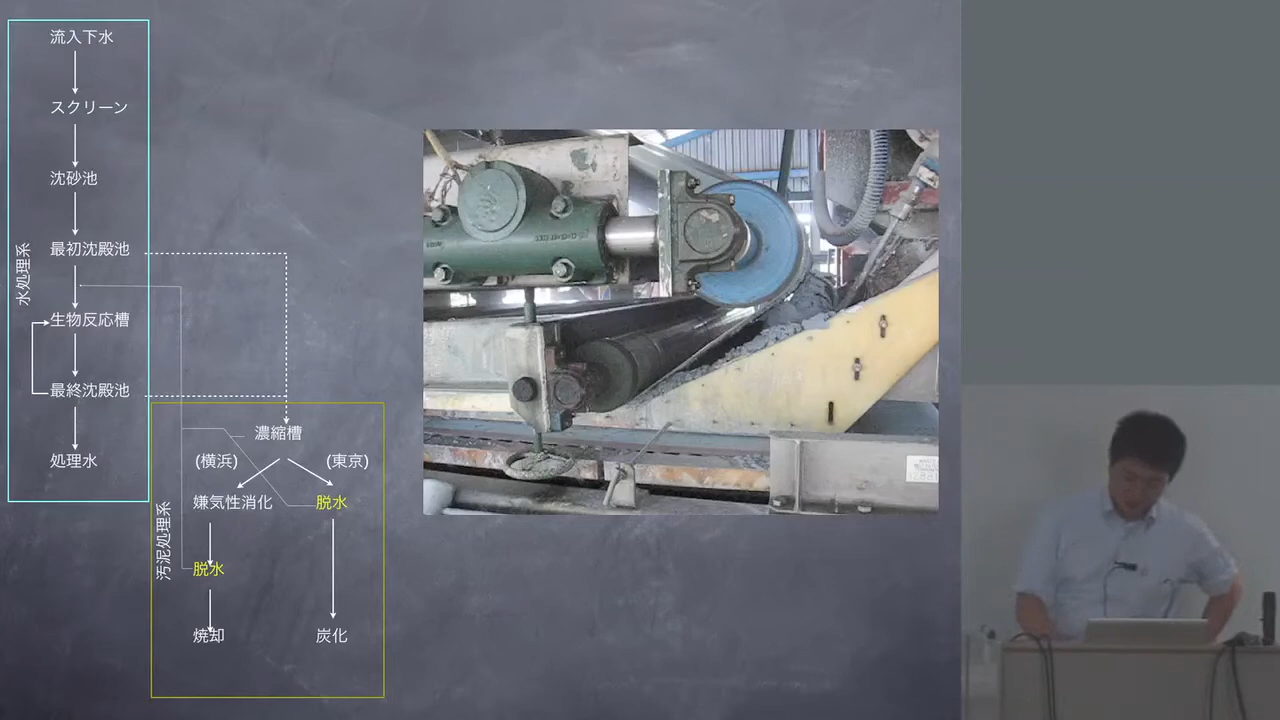 流入下水
スクリーン
沈砂池
最初沈殿池
水処理系
生物反応槽
最終沈殿池
処理水
濃縮槽
(横浜)
(東京)
嫌気性消化
脱水
汚泥処理系
脱水
焼却
炭化